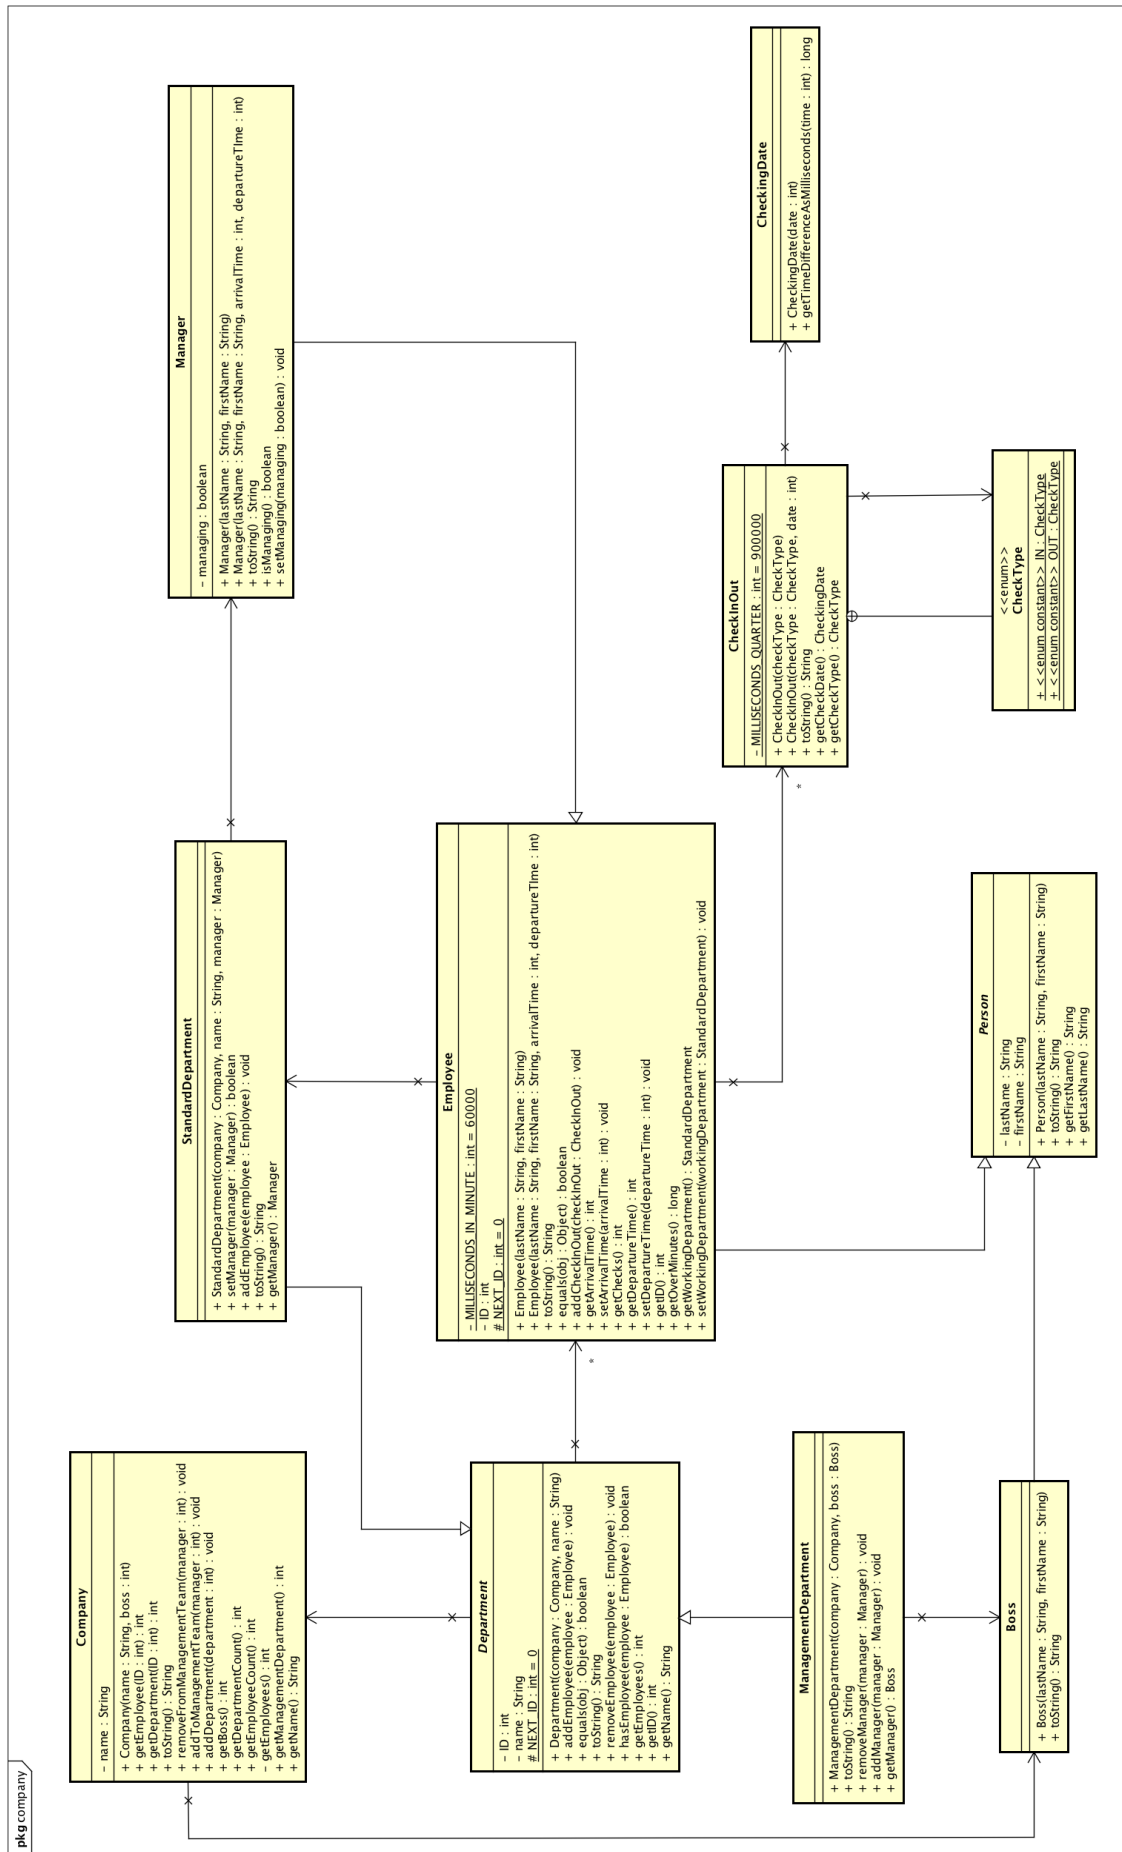 pkg company
Company
- name : String
+ Company(name : String, boss : int)
+ getEmployee(ID : int) : int
+ getDepartment(ID : int) : int
+ toString() : String
+ removeFromManagementTeam(manager : int) : void
+ addToManagementTeam(manager : int) : void
+ addDepartment(department : int) : void
+ getBoss() : int
+ getDepartmentCount() : int
+ getEmployeeCount() : int
- getEmployees() : int
+ getManagementDepartment() : int
+ getName() : String
StandardDepartment
+ StandardDepartment(company : Company, name : String, manager : Manager)
+ setManager(manager : Manager) : boolean
+ addEmployee(employee : Employee) : void
+ toString() : String
+ getManager() : Manager
Manager
- managing : boolean
+ Manager(lastName : String, firstName : String)
+ Manager(lastName : String, firstName : String, arrivalTime : int, departureTIme : int)
+ toString() : String
+ isManaging() : boolean
+ setManaging(managing : boolean) : void
Department
- ID : int
- name : String
# NEXT_ID : int = 0
+ Department(company : Company, name : String)
+ addEmployee(employee : Employee) : void
+ equals(obj : Object) : boolean
+ toString() : String
+ removeEmployee(employee : Employee) : void
+ hasEmployee(employee : Employee) : boolean
+ getEmployees() : int
+ getID() : int
+ getName() : String
*
Employee
- MILLISECONDS_IN_MINUTE : int = 60000
- ID : int
# NEXT_ID : int = 0
+ Employee(lastName : String, firstName : String)
+ Employee(lastName : String, firstName : String, arrivalTime : int, departureTIme : int)
+ toString() : String
+ equals(obj : Object) : boolean
+ addCheckInOut(checkInOut : CheckInOut) : void
+ getArrivalTime() : int
+ setArrivalTime(arrivalTime : int) : void
+ getChecks() : int
+ getDepartureTime() : int
+ setDepartureTime(departureTime : int) : void
+ getID() : int
+ getOverMinutes() : long
+ getWorkingDepartment() : StandardDepartment
+ setWorkingDepartment(workingDepartment : StandardDepartment) : void
*
CheckInOut
- MILLISECONDS_QUARTER : int = 900000
+ CheckInOut(checkType : CheckType)
+ CheckInOut(checkType : CheckType, date : int)
+ toString() : String
+ getCheckDate() : CheckingDate
+ getCheckType() : CheckType
CheckingDate
+ CheckingDate(date : int)
+ getTimeDifferenceAsMilliseconds(time : int) : long
ManagementDepartment
+ ManagementDepartment(company : Company, boss : Boss)
+ toString() : String
+ removeManager(manager : Manager) : void
+ addManager(manager : Manager) : void
+ getManager() : Boss
Boss
+ Boss(lastName : String, firstName : String)
+ toString() : String
Person
- lastName : String
- firstName : String
+ Person(lastName : String, firstName : String)
+ toString() : String
+ getFirstName() : String
+ getLastName() : String
<<enum>>
CheckType
+ <<enum constant>> IN : CheckType
+ <<enum constant>> OUT : CheckType